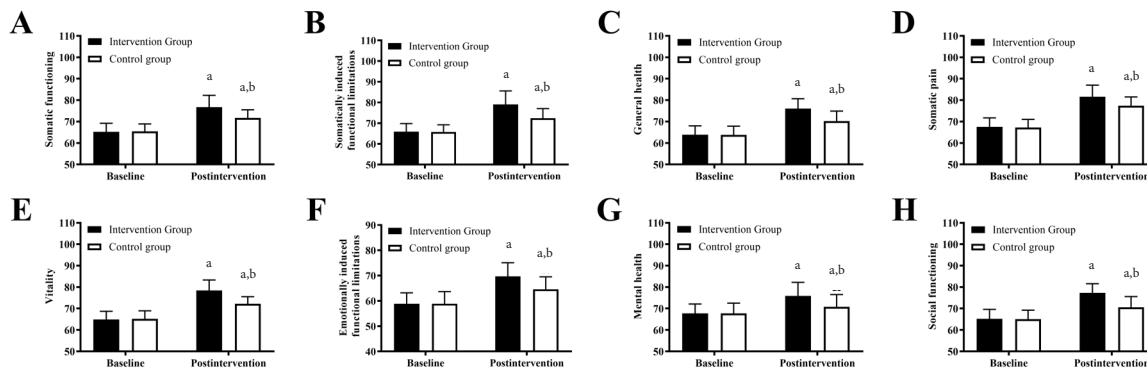 A
Somatic functioning
110
100
90
80
70
60
50
Intervention Group
Control group
a
a,b
Baseline
Postintervention
B
Somatically induced
functional limitations
110
100
90
80
70
60
50
Intervention Group
Control group
a
a,b
Baseline
Postintervention
C
General health
110
100
90
80
70
60
50
Intervention Group
Control group
a
a,b
Baseline
Postintervention
D
Somatic pain
110
100
90
80
70
60
50
Intervention Group
Control group
a
a,b
Baseline
Postintervention
E
Vitality
110
100
90
80
70
60
50
Intervention Group
Control group
a
a,b
Baseline
Postintervention
F
Emotionally induced
functional limitations
90
80
70
60
50
40
Intervention Group
Control group
a
a,b
Baseline
Postintervention
G
Mental health
110
100
90
80
70
60
50
Intervention Group
Control group
a
a,b
Baseline
Postintervention
H
Social functioning
110
100
90
80
70
60
50
Intervention Group
Control group
a
a,b
Baseline
Postintervention